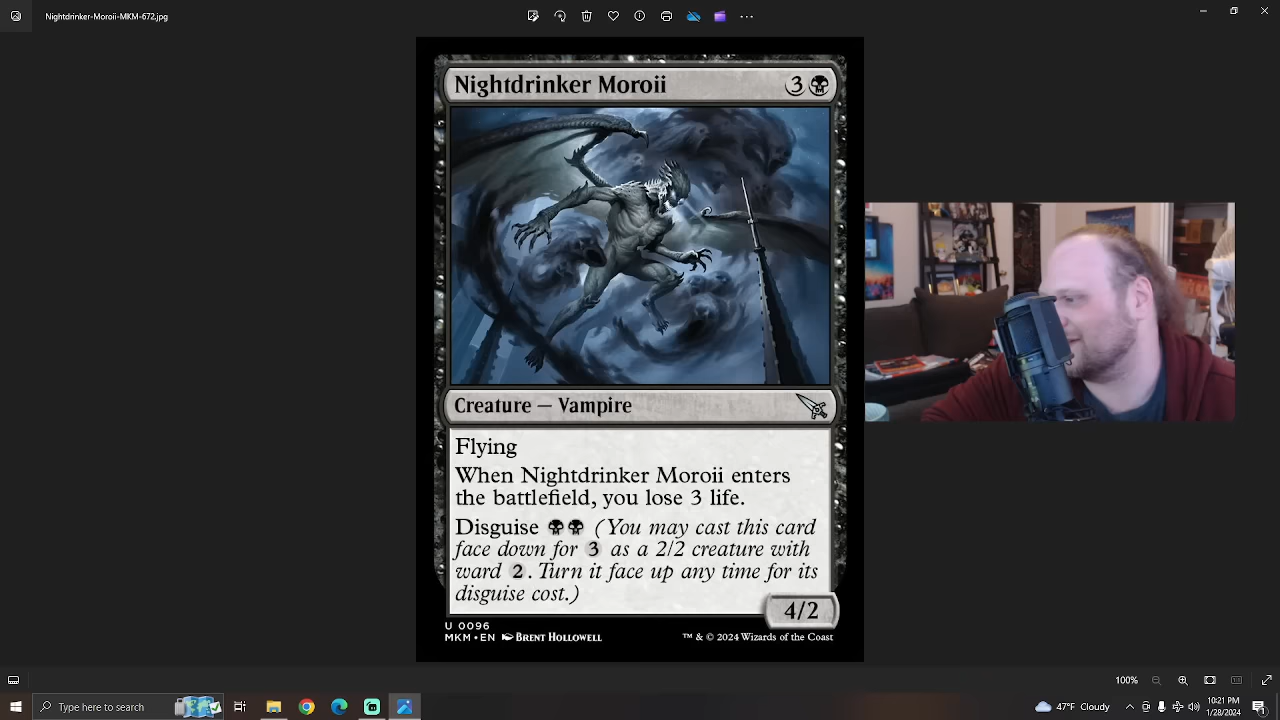 Nightdrinker-Moroii-MKM-672.jpg
Nightdrinker Moroii 3
Creature — Vampire
Flying
When Nightdrinker Moroii enters
the battlefield, you lose 3 life.
Disguise (You may cast this card
face down for 3 as a 2/2 creature with
ward 2. Turn it face up any time for its
disguise cost.)
4/2
U 0096
MKM • EN Brent Hollowell
™ & © 2024 Wizards of the Coast
100%
Type here to search
47°F Cloudy
10:21 PM
1/28/2024